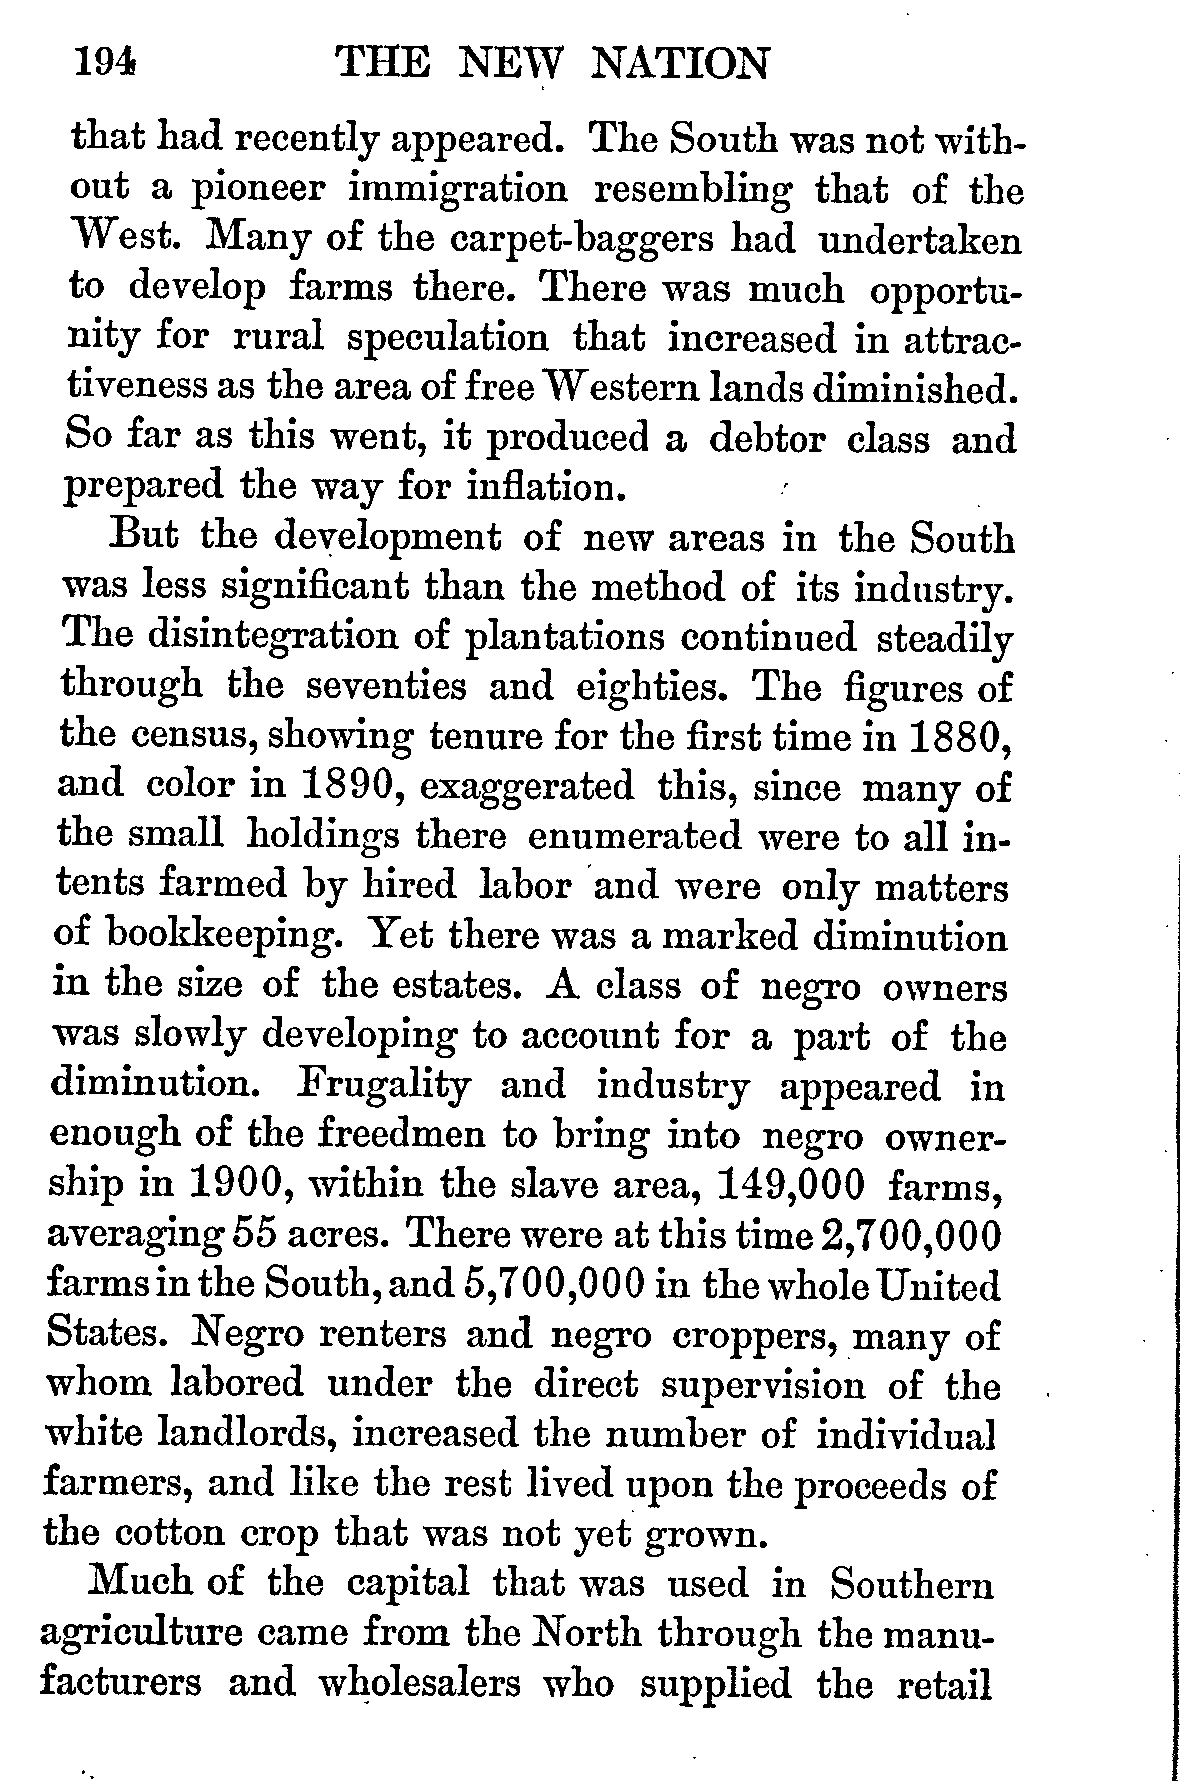 194 THE NEW NATION
that had recently appeared. The South was not with-
out a pioneer immigration resembling that of the
West. Many of the carpet-baggers had undertaken
to develop farms there. There was much opportu-
nity for rural speculation that increased in attrac-
tiveness as the area of free Western lands diminished.
So far as this went, it produced a debtor class and
prepared the way for inflation.
But the development of new areas in the South
was less significant than the method of its industry.
The disintegration of plantations continued steadily
through the seventies and eighties. The figures of
the census, showing tenure for the first time in 1880,
and color in 1890, exaggerated this, since many of
the small holdings there enumerated were to all in-
tents farmed by hired labor and were only matters
of bookkeeping. Yet there was a marked diminution
in the size of the estates. A class of negro owners
was slowly developing to account for a part of the
diminution. Frugality and industry appeared in
enough of the freedmen to bring into negro owner-
ship in 1900, within the slave area, 149,000 farms,
averaging 55 acres. There were at this time 2,700,000
farms in the South, and 5,700,000 in the whole United
States. Negro renters and negro croppers, many of
whom labored under the direct supervision of the
white landlords, increased the number of individual
farmers, and like the rest lived upon the proceeds of
the cotton crop that was not yet grown.
Much of the capital that was used in Southern
agriculture came from the North through the manu-
facturers and wholesalers who supplied the retail